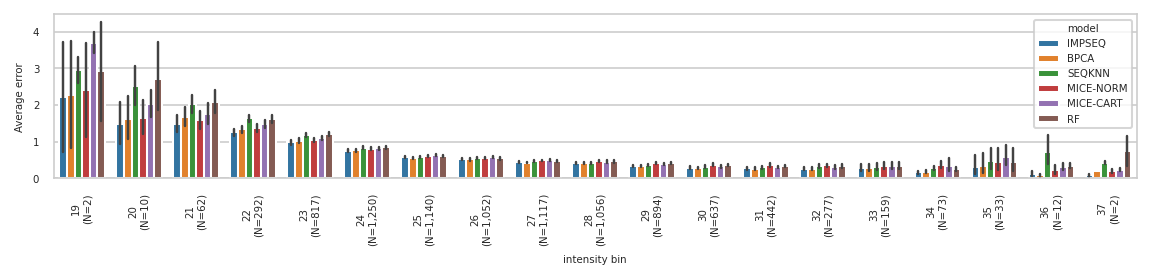 4
3
2
1
0
Average error
model
IMPSEQ
BPCA
SEQKNN
MICE-NORM
MICE-CART
RF
19
(N=2)
20
(N=10)
21
(N=62)
22
(N=292)
23
(N=817)
24
(N=1,250)
25
(N=1,140)
26
(N=1,052)
27
(N=1,117)
28
(N=1,056)
29
(N=894)
30
(N=637)
31
(N=442)
32
(N=277)
33
(N=159)
34
(N=73)
35
(N=33)
36
(N=12)
37
(N=2)
intensity bin